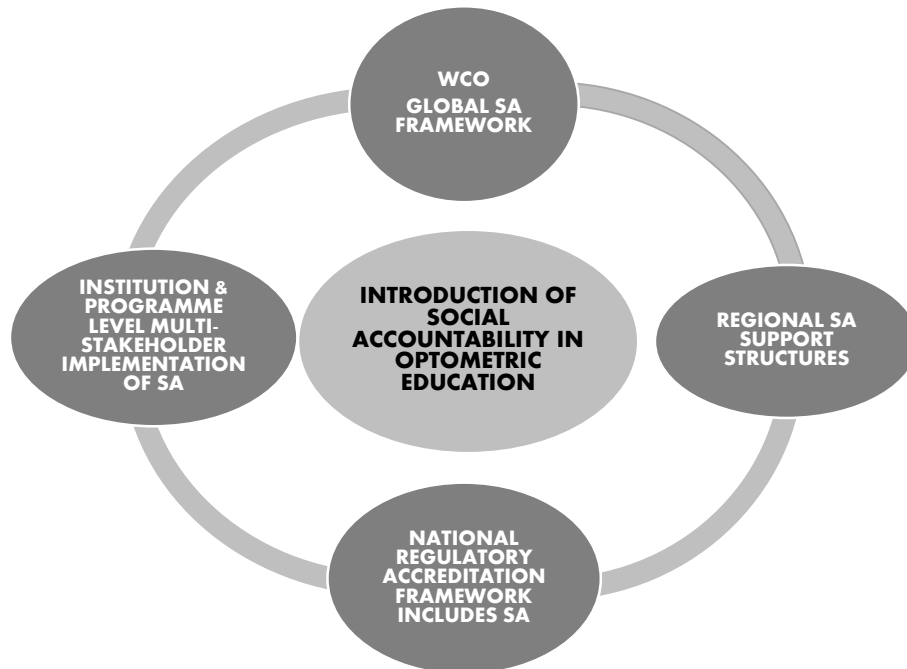 WCO
GLOBAL SA
FRAMEWORK
INSTITUTION &
PROGRAMME
LEVEL MULTI-
STAKEHOLDER
IMPLEMENTATION
OF SA
INTRODUCTION OF
SOCIAL
ACCOUNTABILITY IN
OPTOMETRIC
EDUCATION
REGIONAL SA
SUPPORT
STRUCTURES
NATIONAL
REGULATORY
ACCREDITATION
FRAMEWORK
INCLUDES SA